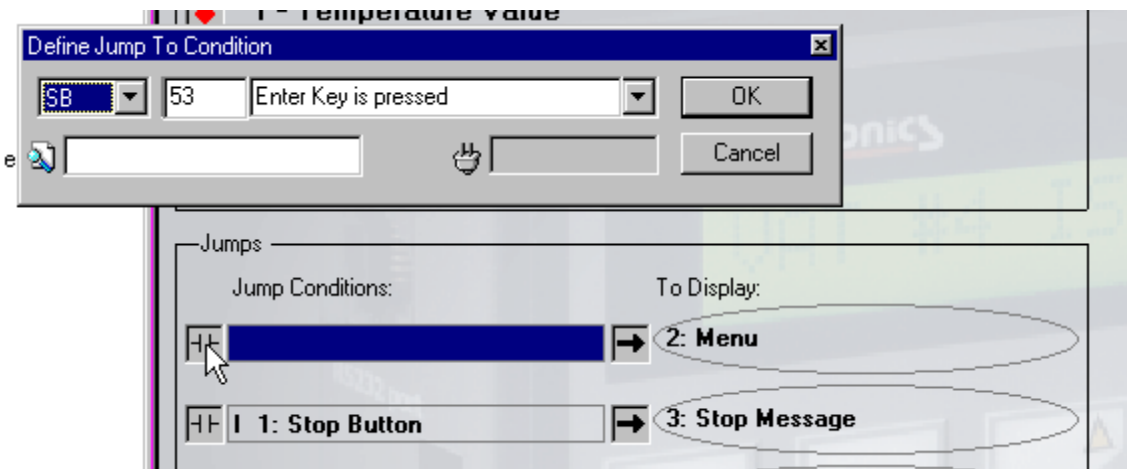 1 - Temperature Value
Define Jump To Condition
SB 53 Enter Key is pressed OK
e Cancel
Jumps
Jump Conditions: To Display:
2: Menu
I 1: Stop Button 3: Stop Message